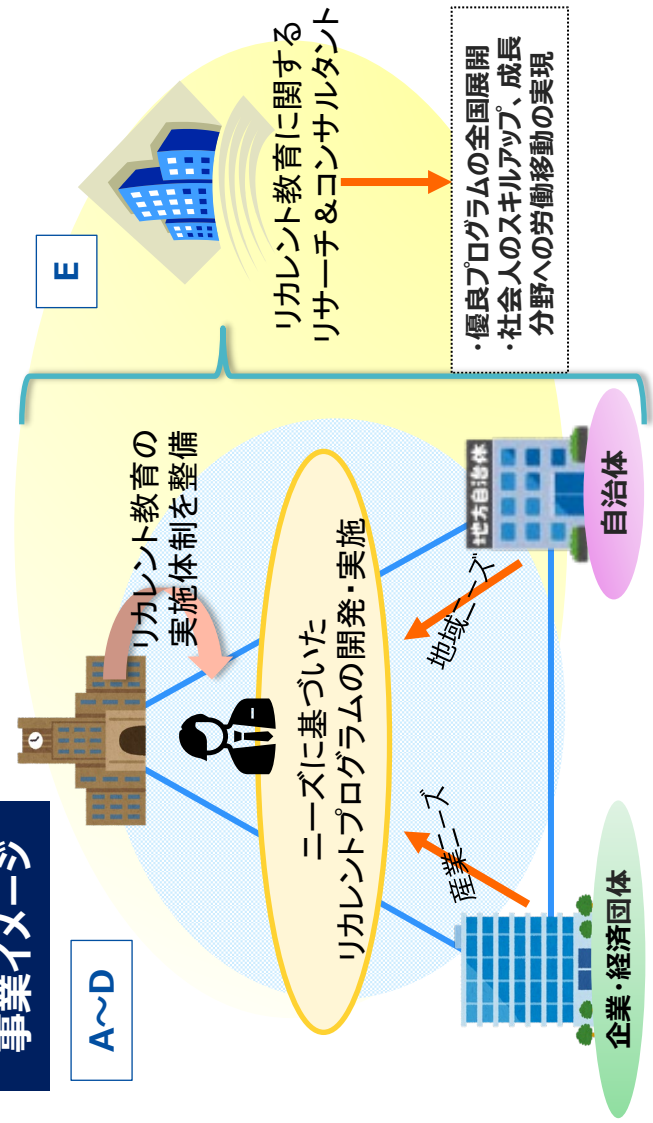 事業イメージ
A～D
リカレント教育の
実施体制を整備
ニーズに基づいた
リカレントプログラムの開発・実施
産業ニーズ
地域ニーズ
企業・経済団体
地方自治体
自治体
E
リカレント教育に関する
リサーチ＆コンサルタント
・優良プログラムの全国展開
・社会人のスキルアップ、成長
分野への労働移動の実現